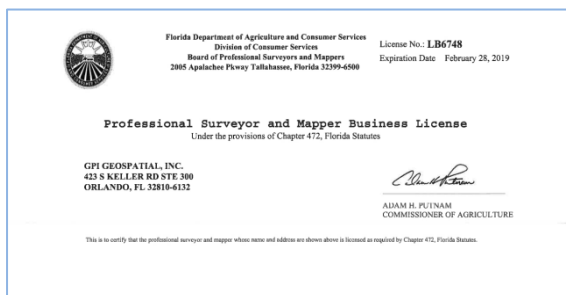 Florida Department of Agriculture and Consumer Services
Division of Consumer Services
Board of Professional Surveyors and Mappers
2005 Apalachee Pkway Tallahassee, Florida 32399-6500
License No.: LB6748
Expiration Date February 28, 2019
Professional Surveyor and Mapper Business License
Under the provisions of Chapter 472, Florida Statutes
GPI GEOSPATIAL, INC.
423 S KELLER RD STE 300
ORLANDO, FL 32810-6132
ADAM H. PUTNAM
COMMISSIONER OF AGRICULTURE
This is to certify that the professional surveyor and mapper whose name and address are shown above is licensed as required by Chapter 472, Florida Statutes.